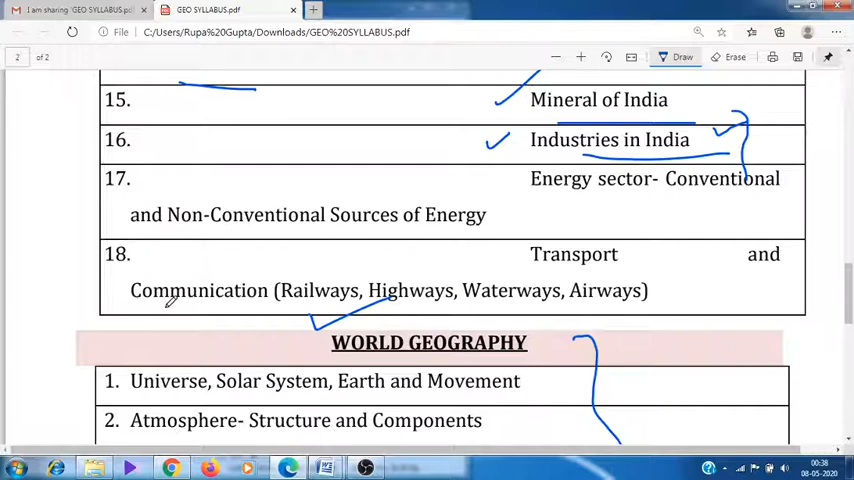 I am sharing 'GEO SYLLABUS.pdf
GEO SYLLABUS.pdf
File
C:/Users/Rupa%20Gupta/Downloads/GEO%20SYLLABUS.pdf
2 of 2
Draw
Erase
15. Mineral of India
16. Industries in India
17. Energy sector- Conventional
and Non-Conventional Sources of Energy
18. Transport and
Communication (Railways, Highways, Waterways, Airways)
WORLD GEOGRAPHY
1. Universe, Solar System, Earth and Movement
2. Atmosphere- Structure and Components
00:38
08-05-2020